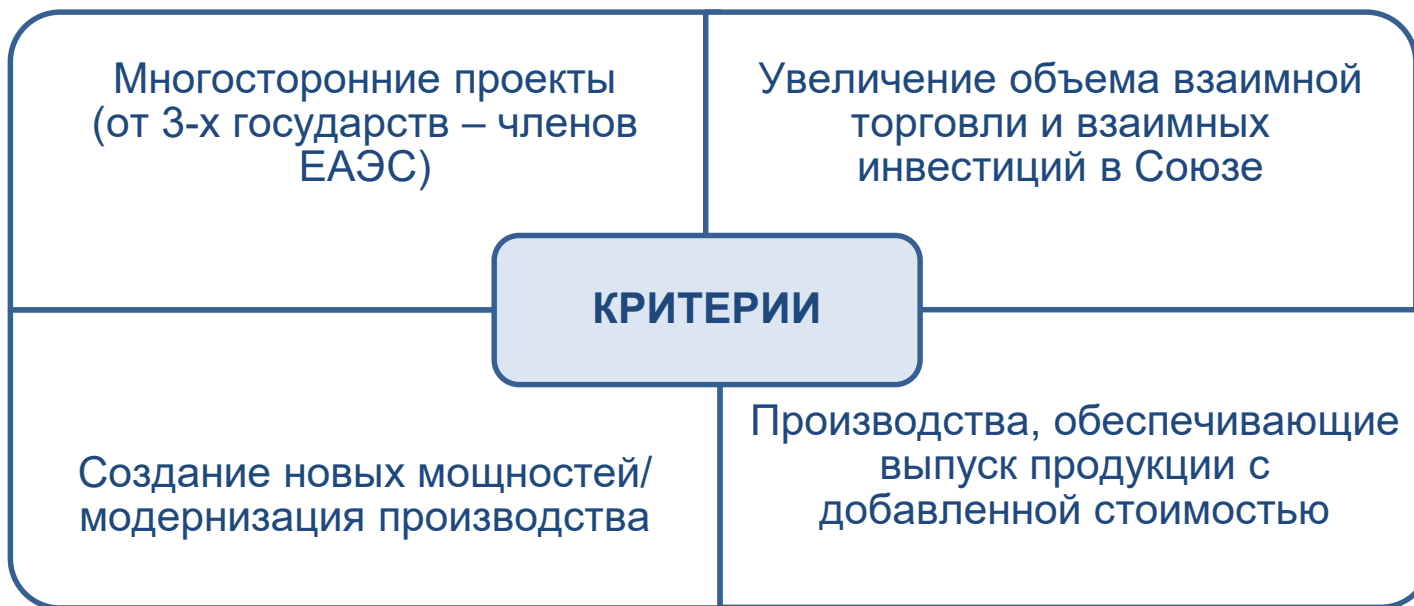 Многосторонние проекты
(от 3-х государств – членов
ЕАЭС)
Увеличение объема взаимной
торговли и взаимных
инвестиций в Союзе
КРИТЕРИИ
Создание новых мощностей/
модернизация производства
Производства, обеспечивающие
выпуск продукции с
добавленной стоимостью